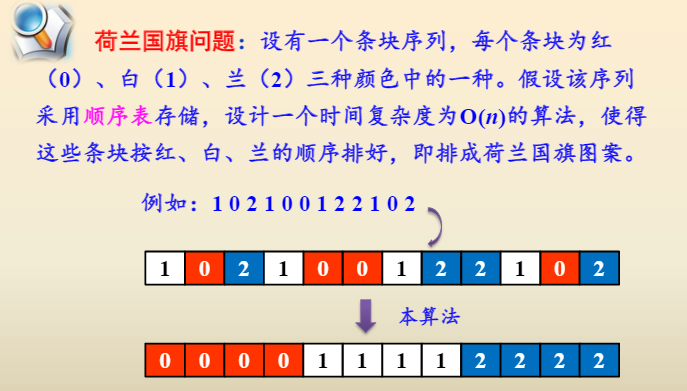 荷兰国旗问题：设有一个条块序列，每个条块为红
（0）、白（1）、兰（2）三种颜色中的一种。假设该序列
采用顺序表存储，设计一个时间复杂度为O(n)的算法，使得
这些条块按红、白、兰的顺序排好，即排成荷兰国旗图案。
例如：1 0 2 1 0 0 1 2 2 1 0 2
1 0 2 1 0 0 1 2 2 1 0 2
本算法
0 0 0 0 1 1 1 1 2 2 2 2